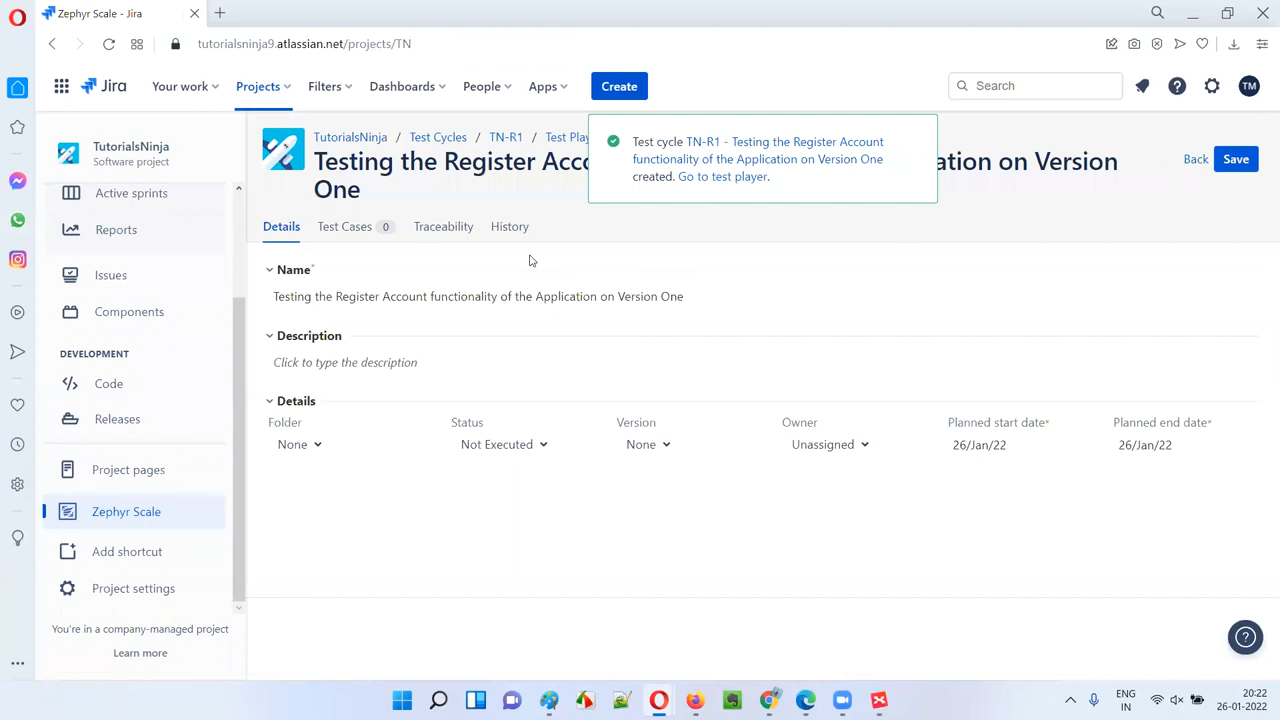 Zephyr Scale - Jira
tutorialsninja9.atlassian.net/projects/TN
Jira
Your work
Projects
Filters
Dashboards
People
Apps
Create
Search
TM
TutorialsNinja
Software project
Active sprints
Reports
Issues
Components
DEVELOPMENT
Code
Releases
Project pages
Zephyr Scale
Add shortcut
Project settings
You're in a company-managed project
Learn more
TutorialsNinja / Test Cycles / TN-R1 / Test Play
Testing the Register Acco
ation on Version
One
Test cycle TN-R1 - Testing the Register Account
functionality of the Application on Version One
created. Go to test player.
Back
Save
Details
Test Cases 0
Traceability
History
Name*
Testing the Register Account functionality of the Application on Version One
Description
Click to type the description
Details
Folder
Status
Version
Owner
Planned start date*
Planned end date*
None
Not Executed
None
Unassigned
26/Jan/22
26/Jan/22
ENG
IN
20:22
26-01-2022